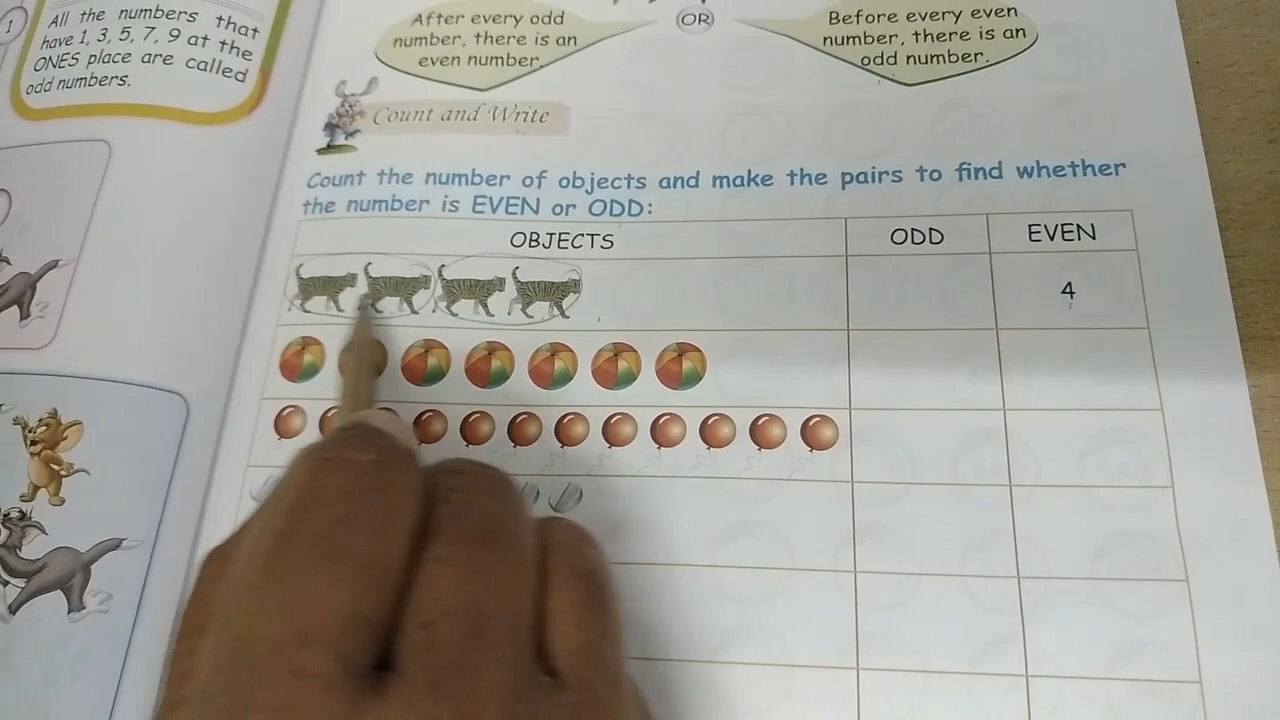 1
All the numbers that
have 1, 3, 5, 7, 9 at the
ONES place are called
odd numbers.
After every odd
number, there is an
even number.
OR
Before every even
number, there is an
odd number.
Count and Write
Count the number of objects and make the pairs to find whether
the number is EVEN or ODD:
OBJECTS ODD EVEN
4